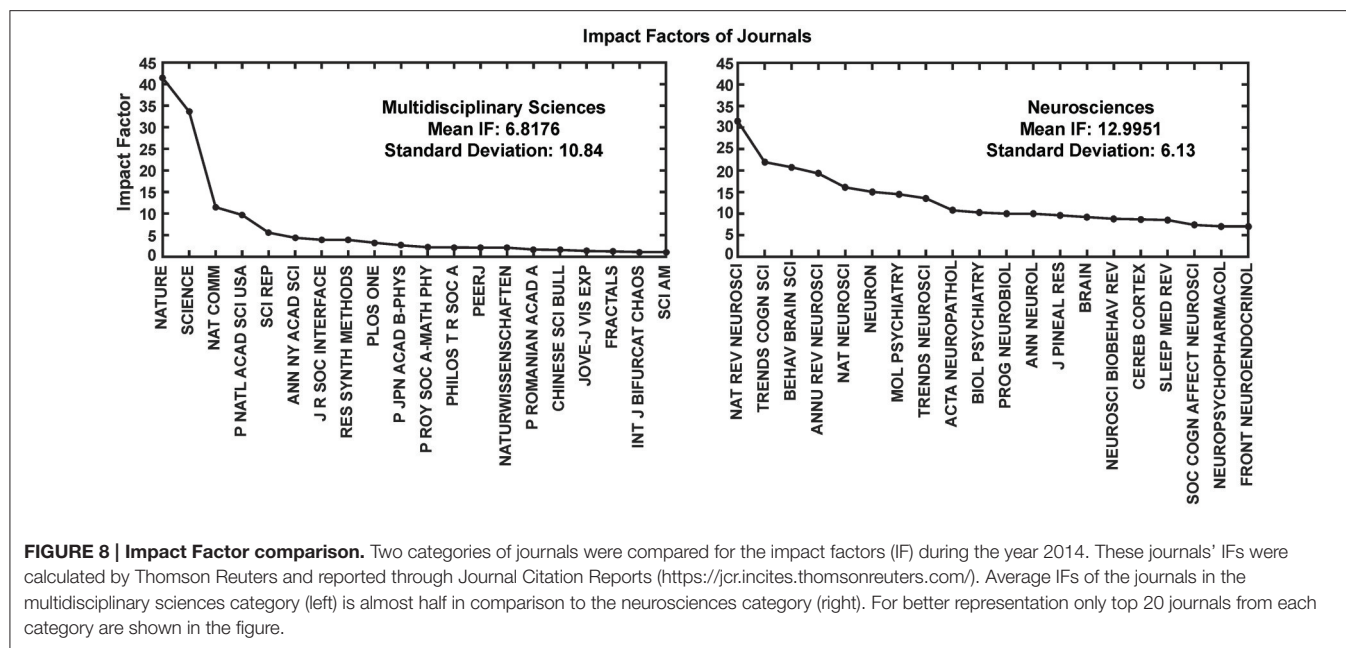 Impact Factors of Journals
Impact Factor
45
40
35
30
25
20
15
10
5
0
Multidisciplinary Sciences
Mean IF: 6.8176
Standard Deviation: 10.84
NATURE
SCIENCE
NAT COMM
P NATL ACAD SCI USA
SCI REP
ANN NY ACAD SCI
J R SOC INTERFACE
RES SYNTH METHODS
PLOS ONE
P JPN ACAD B-PHYS
P ROY SOC A-MATH PHY
PHILOS T R SOC A
PEERJ
NATURWISSENSCHAFTEN
P ROMANIAN ACAD A
CHINESE SCI BULL
JOVE-J VIS EXP
FRACTALS
INT J BIFURCAT CHAOS
SCI AM
45
40
35
30
25
20
15
10
5
0
Neurosciences
Mean IF: 12.9951
Standard Deviation: 6.13
NAT REV NEUROSCI
TRENDS COGN SCI
BEHAV BRAIN SCI
ANNU REV NEUROSCI
NAT NEUROSCI
NEURON
MOL PSYCHIATRY
TRENDS NEUROSCI
ACTA NEUROPATHOL
BIOL PSYCHIATRY
PROG NEUROBIOL
ANN NEUROL
J PINEAL RES
BRAIN
NEUROSCI BIOBEHAV REV
CEREB CORTEX
SLEEP MED REV
SOC COGN AFFECT NEUROSCI
NEUROPSYCHOPHARMACOL
FRONT NEUROENDOCRINOL
FIGURE 8 | Impact Factor comparison. Two categories of journals were compared for the impact factors (IF) during the year 2014. These journals' IFs were
calculated by Thomson Reuters and reported through Journal Citation Reports (https://jcr.incites.thomsonreuters.com/). Average IFs of the journals in the
multidisciplinary sciences category (left) is almost half in comparison to the neurosciences category (right). For better representation only top 20 journals from each
category are shown in the figure.